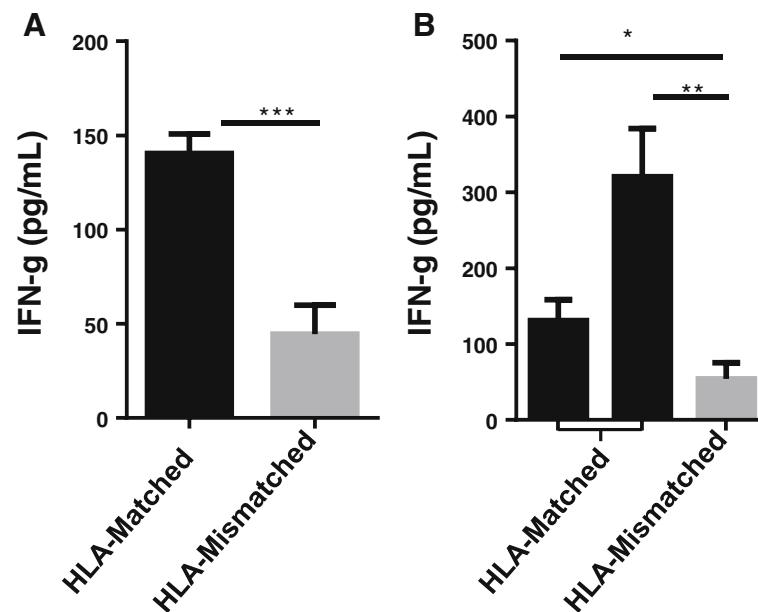 A
IFN-g (pg/mL)
200
150
100
50
0
***
HLA-Matched
HLA-Mismatched
B
IFN-g (pg/mL)
500
400
300
200
100
0
*
**
HLA-Matched
HLA-Mismatched